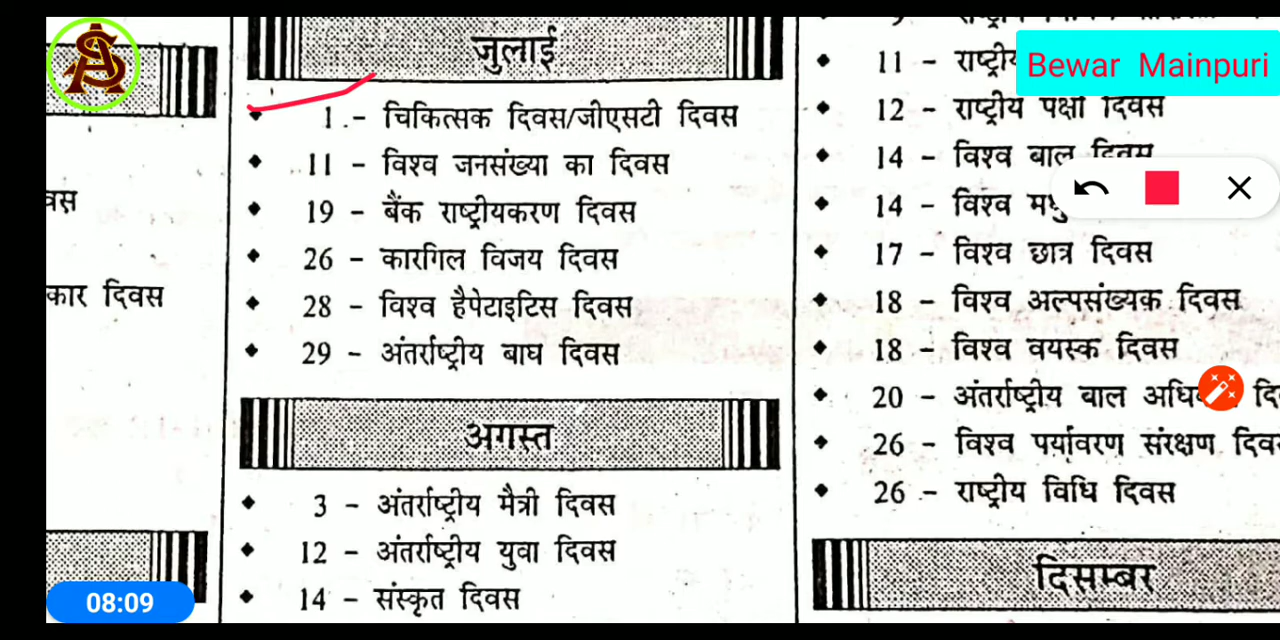 वस
कार दिवस
08:09
जुलाई
1 - चिकित्सक दिवस/जीएसटी दिवस
11 - विश्व जनसंख्या का दिवस
19 - बैंक राष्ट्रीयकरण दिवस
26 - कारगिल विजय दिवस
28 - विश्व हैपेटाइटिस दिवस
29 - अंतर्राष्ट्रीय बाघ दिवस
अगस्त
3 - अंतर्राष्ट्रीय मैत्री दिवस
12 - अंतर्राष्ट्रीय युवा दिवस
14 - संस्कृत दिवस
Bewar Mainpuri
11 - राष्ट्रीय
12 - राष्ट्रीय पक्षी दिवस
14 - विश्व बाल दिवस
14 - विश्व
17 - विश्व छात्र दिवस
18 - विश्व अल्पसंख्यक दिवस
18 - विश्व वयस्क दिवस
20 - अंतर्राष्ट्रीय बाल
26 - विश्व पर्यावरण संरक्षण दिवस
26 - राष्ट्रीय विधि दिवस
दिसम्बर